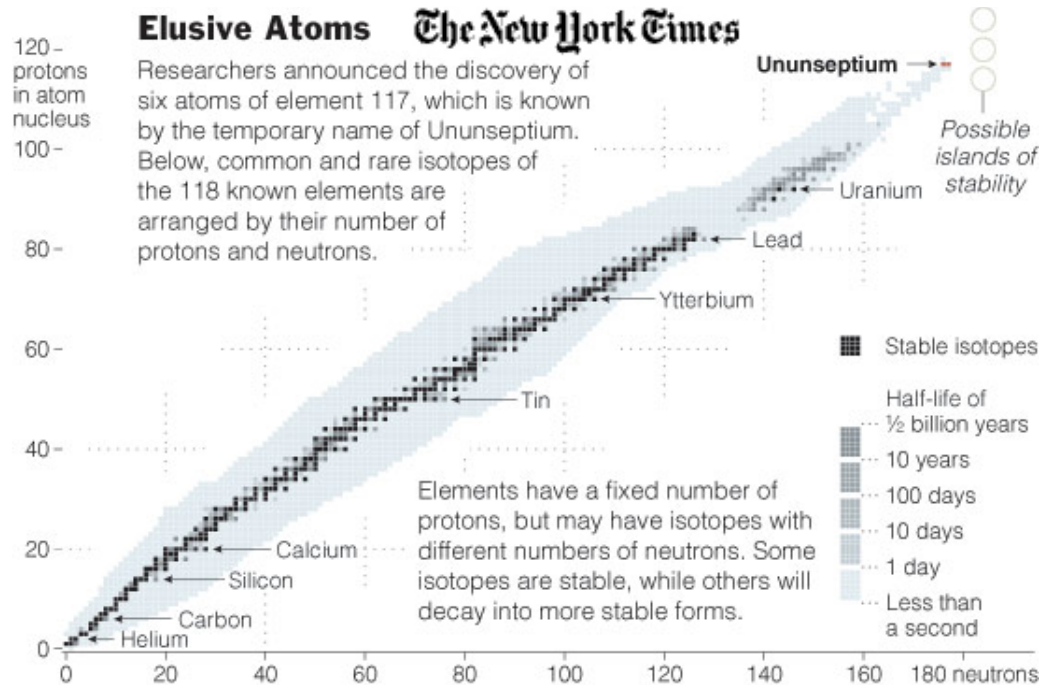 Elusive Atoms
The New York Times
Researchers announced the discovery of
six atoms of element 117, which is known
by the temporary name of Ununseptium.
Below, common and rare isotopes of
the 118 known elements are
arranged by their number of
protons and neutrons.
120
protons
in atom
nucleus
100
80
60
40
20
0
Ununseptium
Possible
islands of
stability
Uranium
Lead
Ytterbium
Tin
Calcium
Silicon
Carbon
Helium
Stable isotopes
Half-life of
½ billion years
10 years
100 days
10 days
1 day
Less than
a second
Elements have a fixed number of
protons, but may have isotopes with
different numbers of neutrons. Some
isotopes are stable, while others will
decay into more stable forms.
0 20 40 60 80 100 120 140 160 180 neutrons